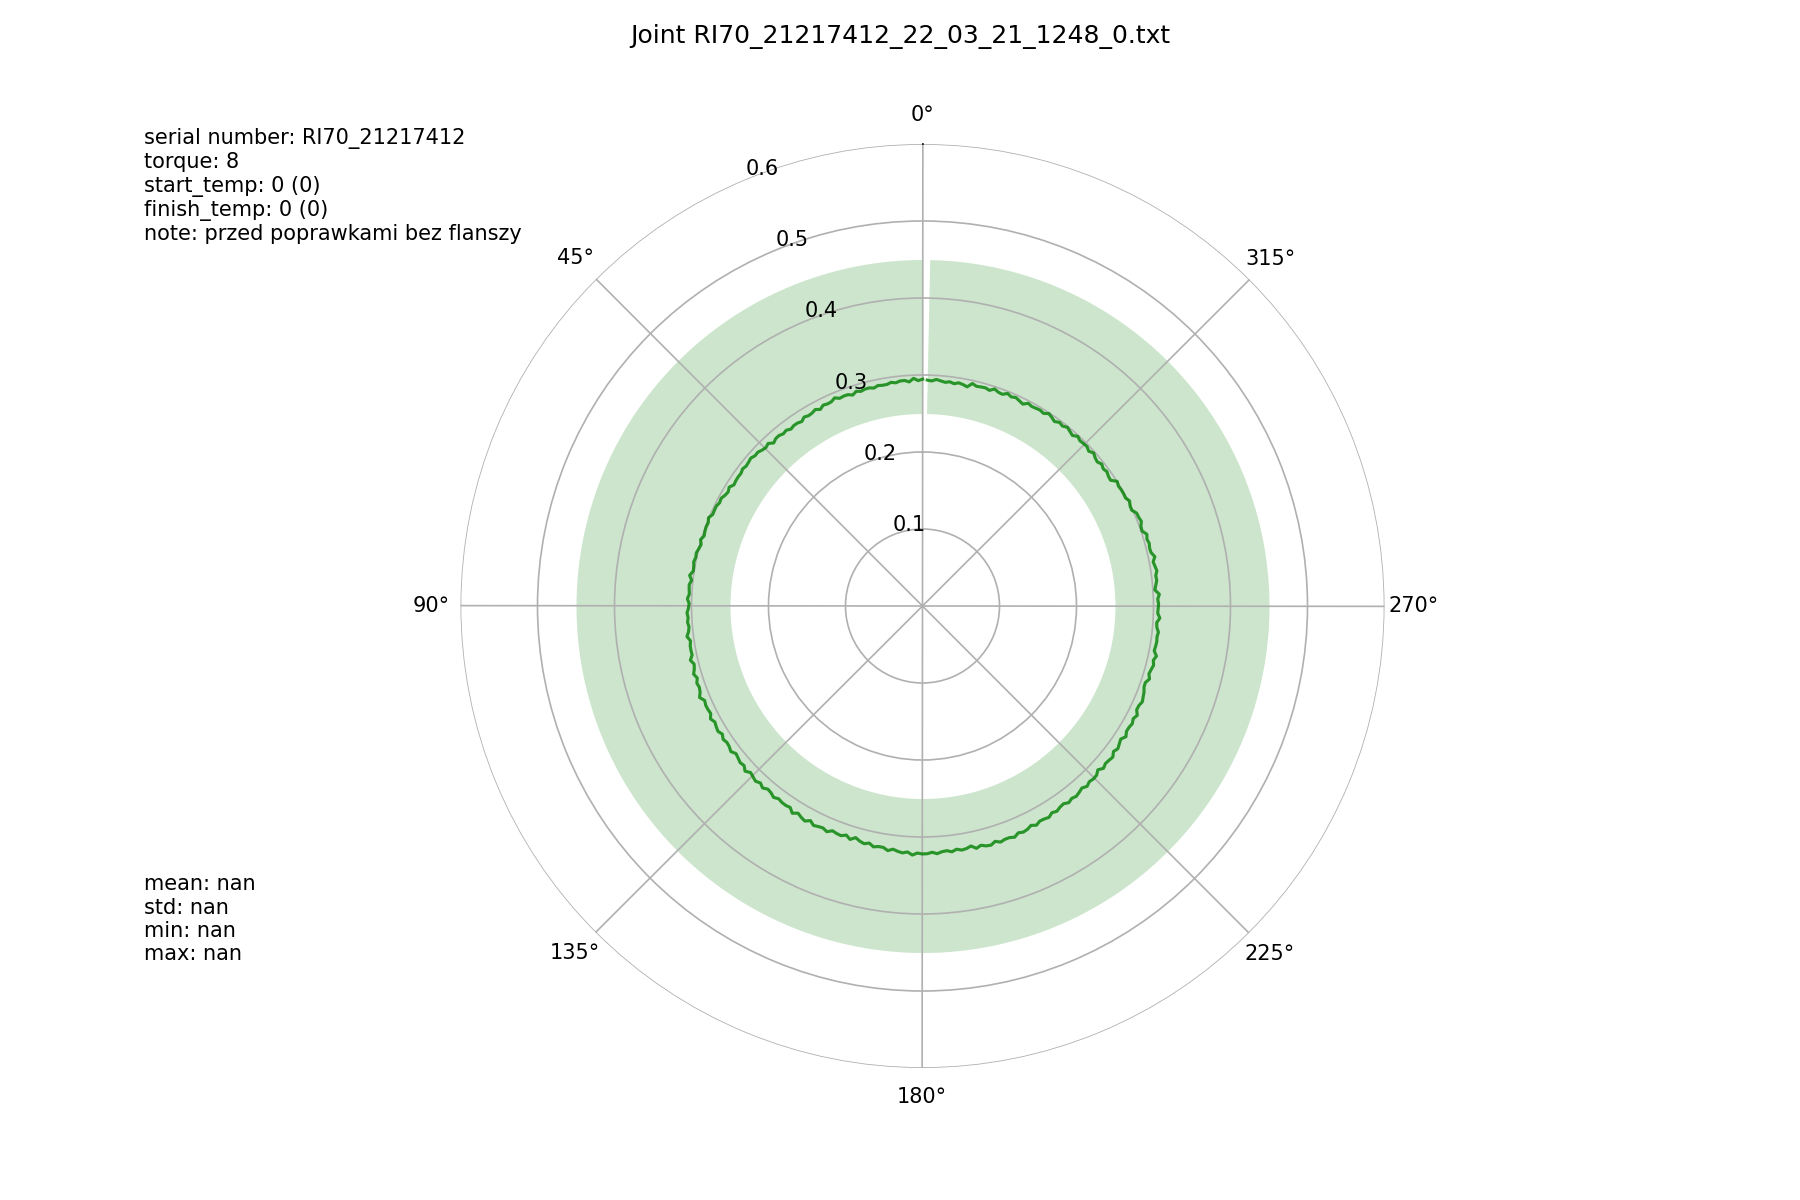 Joint RI70_21217412_22_03_21_1248_0.txt
serial number: RI70_21217412
torque: 8
start_temp: 0 (0)
finish_temp: 0 (0)
note: przed poprawkami bez flanszy
0°
45°
90°
135°
180°
225°
270°
315°
0.6
0.5
0.4
0.3
0.2
0.1
mean: nan
std: nan
min: nan
max: nan